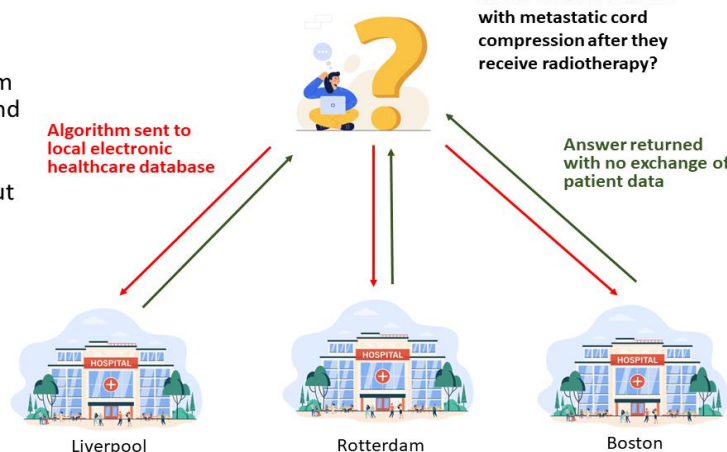 with metastatic cord
compression after they
receive radiotherapy?
Algorithm sent to
local electronic
healthcare database
Answer returned
with no exchange of
patient data
HOSPITAL
HOSPITAL
HOSPITAL
Liverpool
Rotterdam
Boston